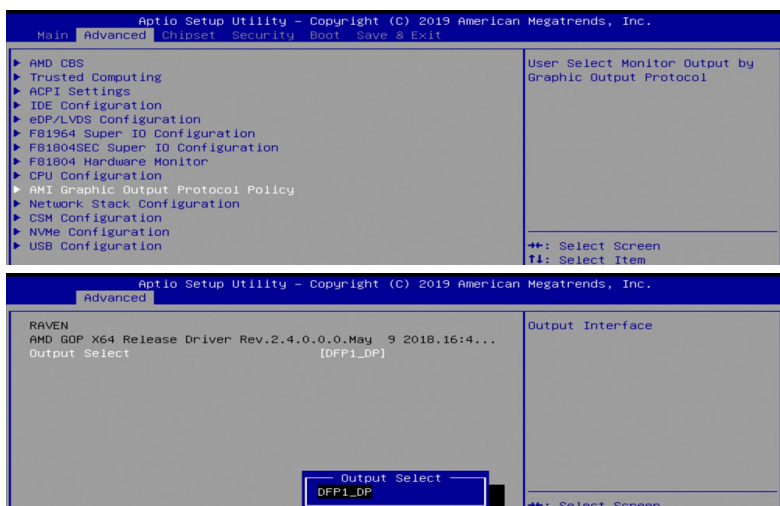 Aptio Setup Utility – Copyright (C) 2019 American Megatrends, Inc.
Main Advanced Chipset Security Boot Save & Exit
AMD CBS
Trusted Computing
ACPI Settings
IDE Configuration
eDP/LVDS Configuration
F81964 Super IO Configuration
F81804SEC Super IO Configuration
F81804 Hardware Monitor
CPU Configuration
AMI Graphic Output Protocol Policy
Network Stack Configuration
CSM Configuration
NVMe Configuration
USB Configuration
User Select Monitor Output by
Graphic Output Protocol
→←: Select Screen
↑↓: Select Item
Aptio Setup Utility – Copyright (C) 2019 American Megatrends, Inc.
Advanced
RAVEN
AMD GOP X64 Release Driver Rev.2.4.0.0.0.May 9 2018.16:4...
Output Select [DFP1_DP]
Output Interface
Output Select
DFP1_DP
→←: Select Screen